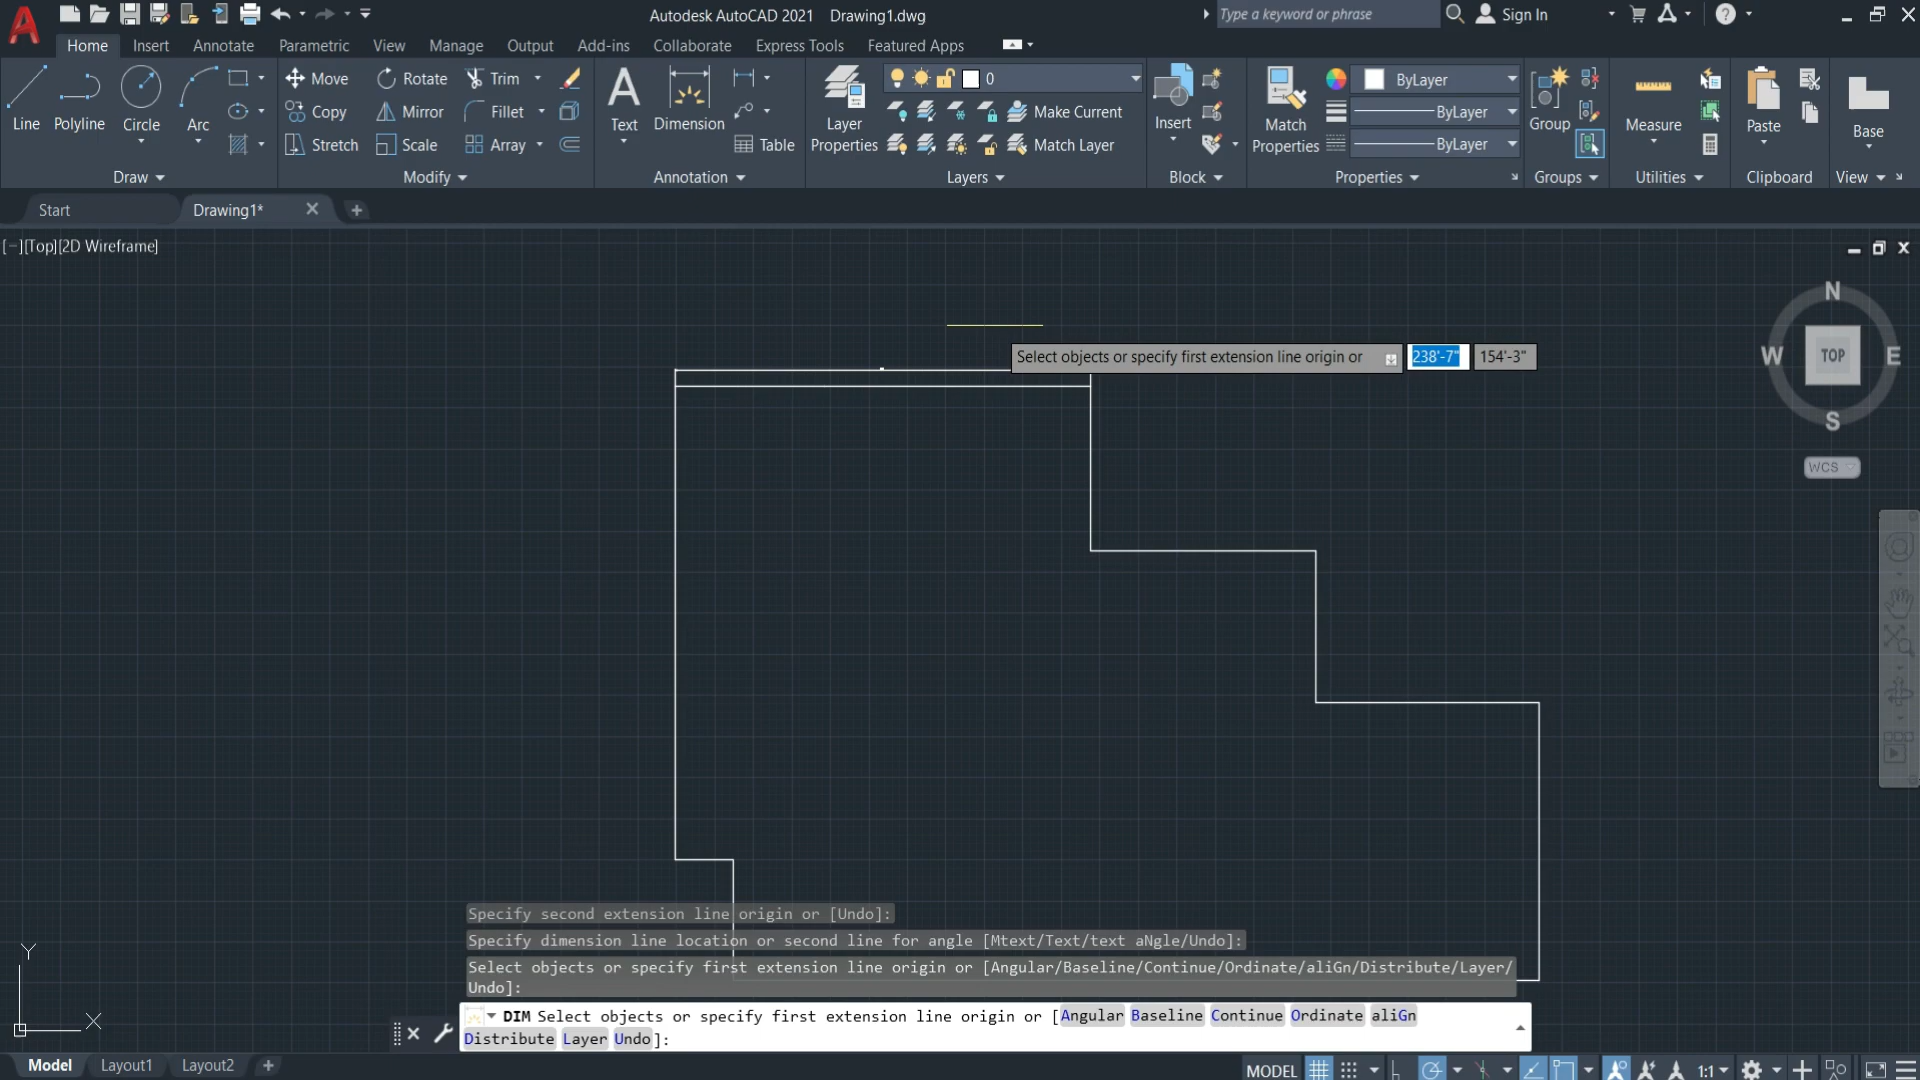 Autodesk AutoCAD 2021 Drawing1.dwg
Type a keyword or phrase
Sign In
Home Insert Annotate Parametric View Manage Output Add-ins Collaborate Express Tools Featured Apps
Line Polyline Circle Arc
Move Rotate Trim
Copy Mirror Fillet
Stretch Scale Array
Text Dimension Table
Layer Properties
0
Make Current
Match Layer
Insert
Match Properties
ByLayer
ByLayer
ByLayer
Group
Measure
Paste
Base
Draw Modify Annotation Layers Block Properties Groups Utilities Clipboard View
Start Drawing1*
[−][Top][2D Wireframe]
N
W TOP E
S
WCS
Select objects or specify first extension line origin or 238'-7" 154'-3"
Specify second extension line origin or [Undo]:
Specify dimension line location or second line for angle [Mtext/Text/text aNgle/Undo]:
Select objects or specify first extension line origin or [Angular/Baseline/Continue/Ordinate/aliGn/Distribute/Layer/
Undo]:
DIM Select objects or specify first extension line origin or [Angular Baseline Continue Ordinate aliGn
Distribute Layer Undo]:
Y
X
Model Layout1 Layout2
MODEL 1:1